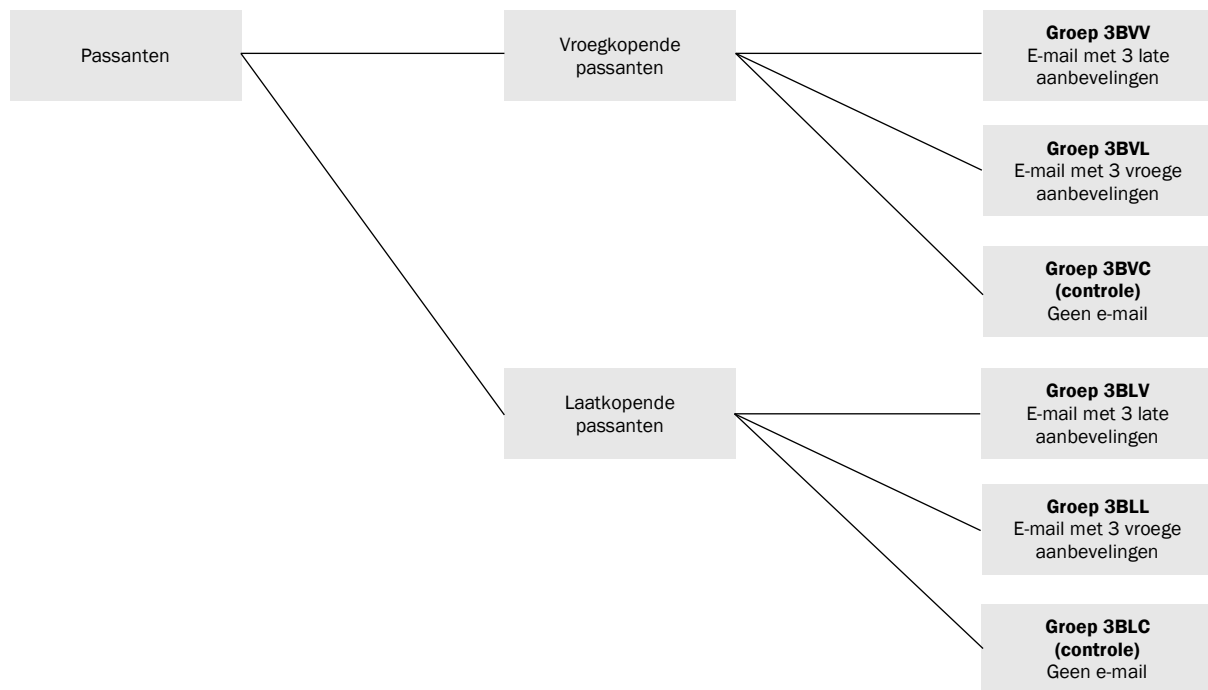 Passanten
Vroegkopende
passanten
Groep 3BVV
E-mail met 3 late
aanbevelingen
Groep 3BVL
E-mail met 3 vroege
aanbevelingen
Groep 3BVC
(controle)
Geen e-mail
Laatkopende
passanten
Groep 3BLV
E-mail met 3 late
aanbevelingen
Groep 3BLL
E-mail met 3 vroege
aanbevelingen
Groep 3BLC
(controle)
Geen e-mail